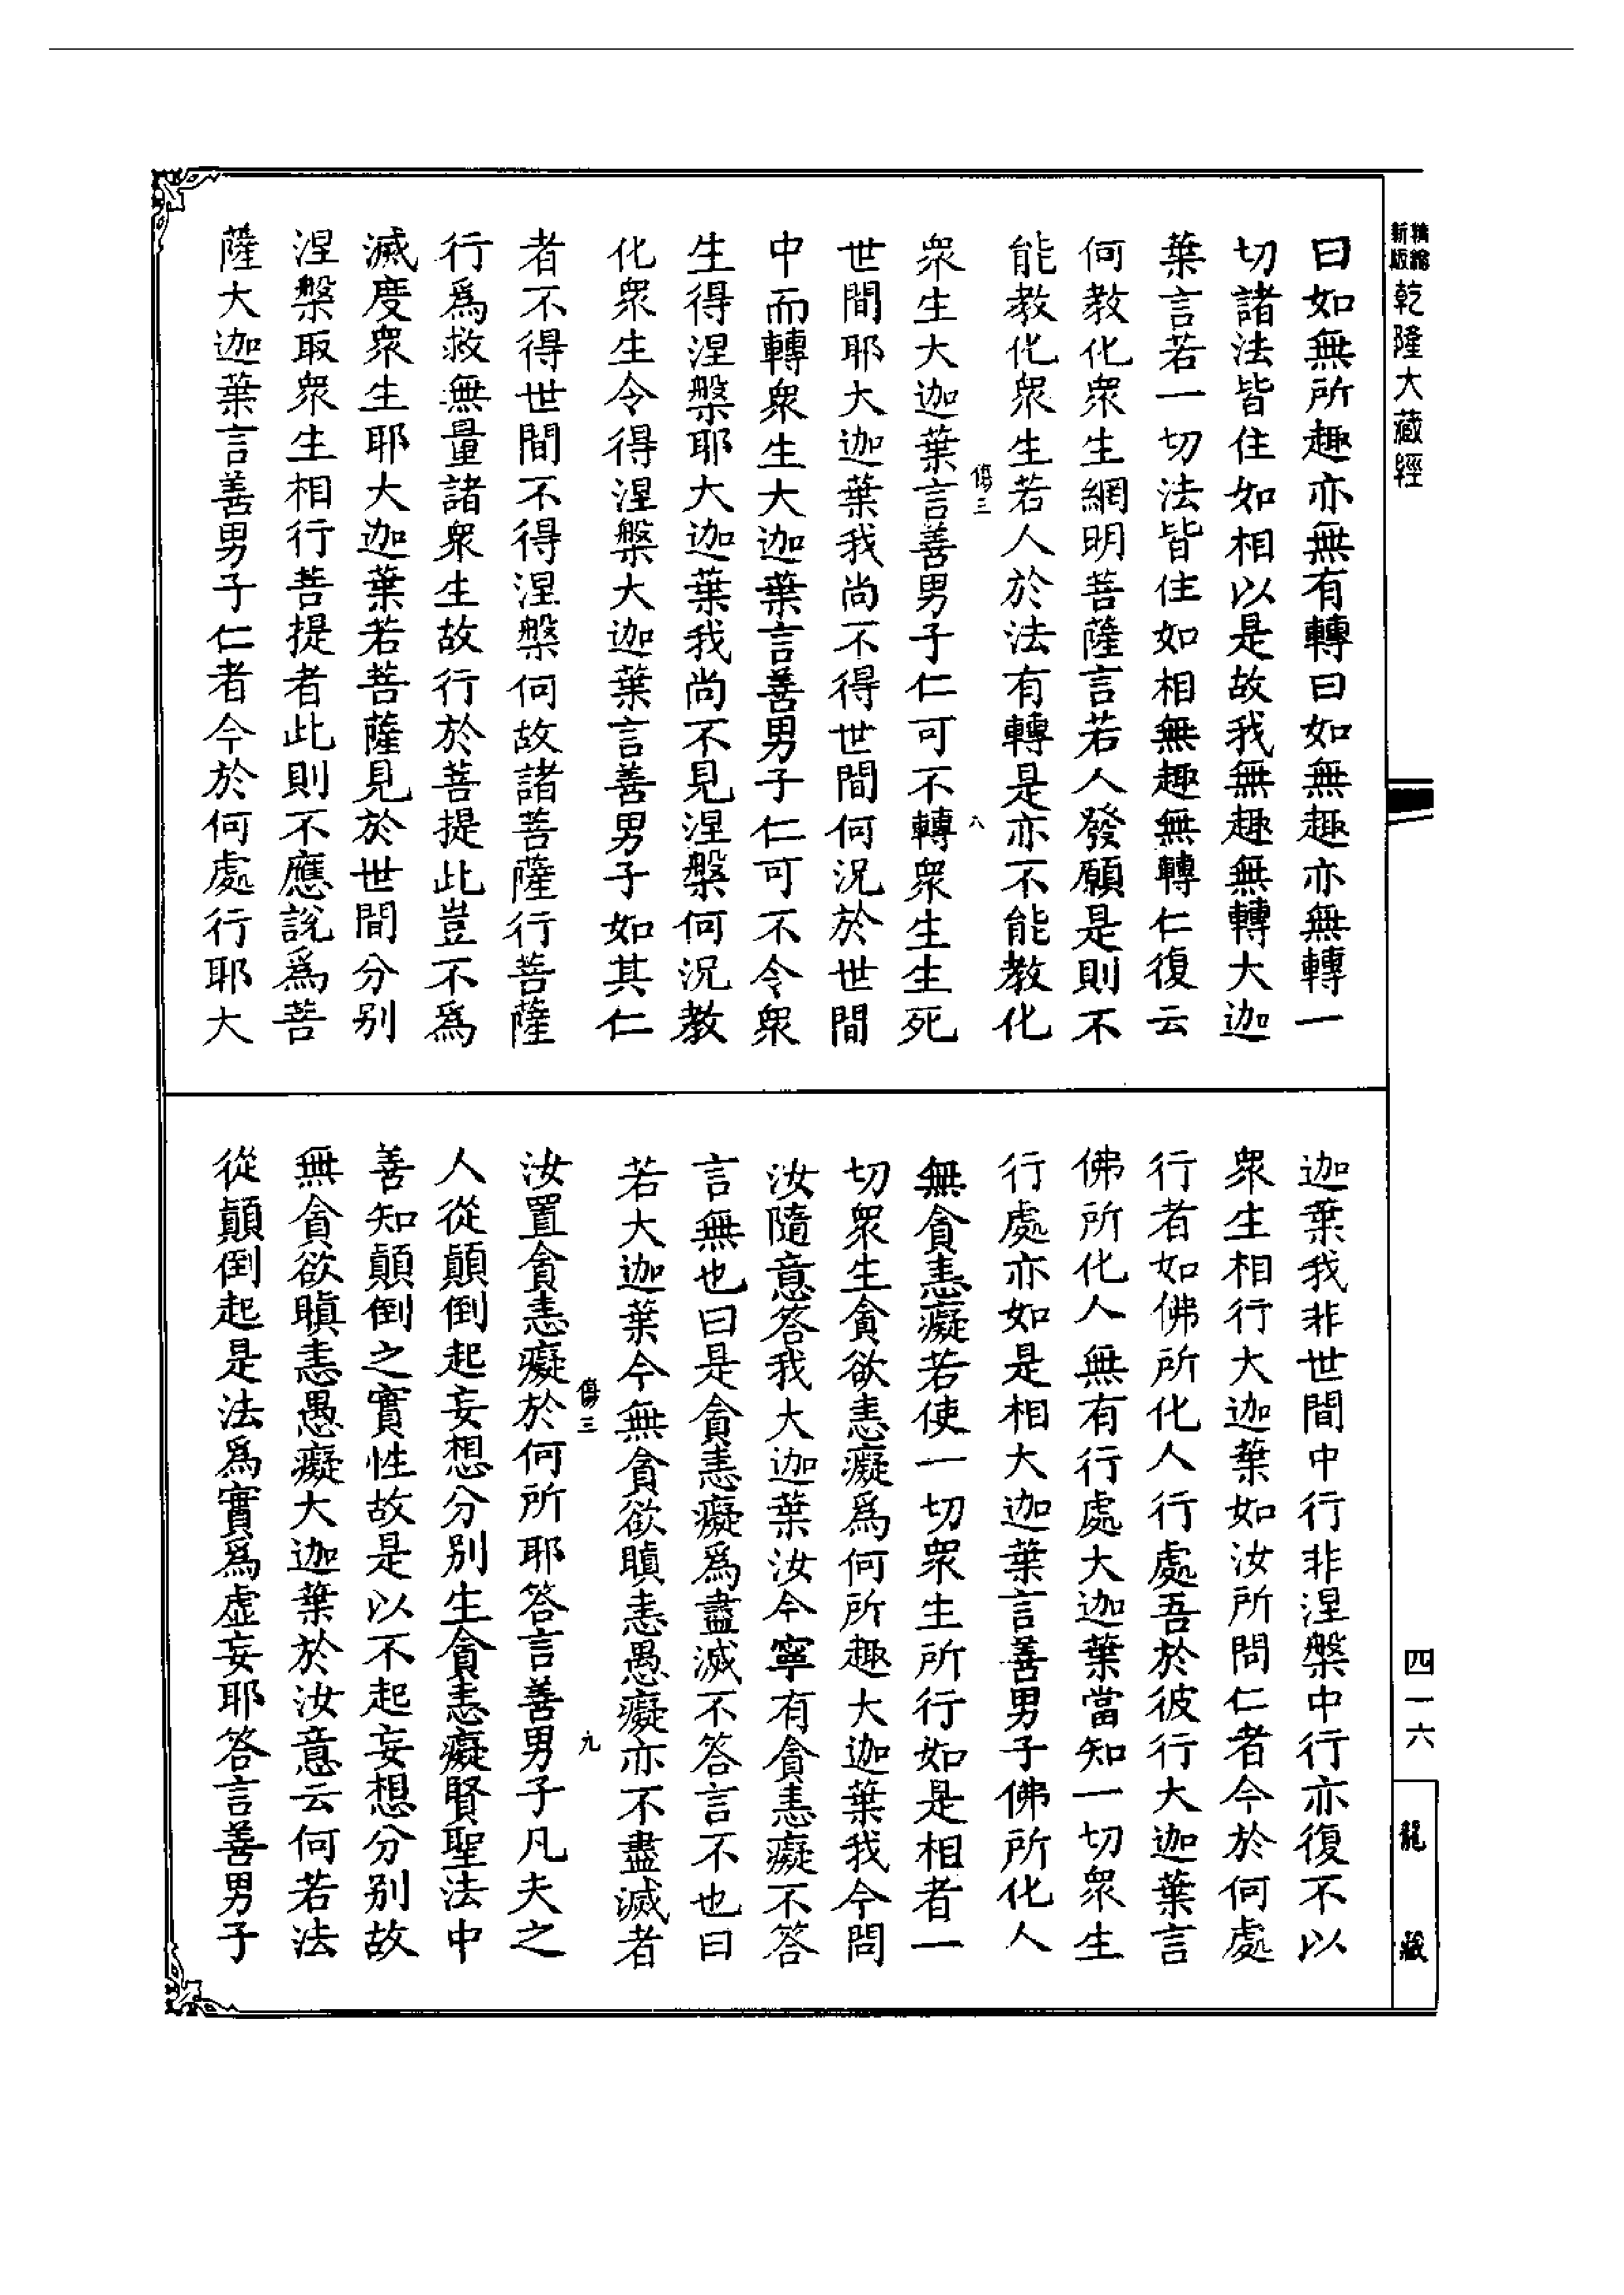 精縮新版乾隆大藏經
曰如無所趣亦無有轉曰如無趣亦無轉一
切諸法皆住如相以是故我無趣無轉大迦
葉言若一切法皆住如相無趣無轉仁復云
何教化眾生網明菩薩言若人發願是則不
能教化眾生若人於法有轉是亦不能教化
傷三 六
眾生大迦葉言善男子仁可不轉眾生生死
世間耶大迦葉我尚不得世間何況於世間
中而轉眾生大迦葉言善男子仁可不令眾
生得涅槃耶大迦葉我尚不見涅槃何況教
化眾生令得涅槃大迦葉言善男子如其仁
者不得世間不得涅槃何故諸菩薩行菩薩
行為救無量諸眾生故行於菩提此豈不為
滅度眾生耶大迦葉若菩薩見於世間分别
涅槃取眾生相行菩提者此則不應說為菩
薩大迦葉言善男子仁者今於何處行耶大
迦葉我非世間中行非涅槃中行亦復不以
眾生相行大迦葉如汝所問仁者今於何處
行者如佛所化人行處吾於彼行大迦葉言
佛所化人無有行處大迦葉當知一切眾生
行處亦如是相大迦葉言善男子佛所化人
無貪恚癡若使一切眾生所行如是相者一
切眾生貪欲恚癡為何所趣大迦葉我今問
汝隨意答我大迦葉汝今寧有貪恚癡不答
言無也曰是貪恚癡為盡滅不答言不也曰
若大迦葉今無貪欲瞋恚愚癡亦不盡滅者
傷三 九
汝置貪恚癡於何所耶答言善男子凡夫之
人從顛倒起妄想分别生貪恚癡賢聖法中
善知顛倒之實性故是以不起妄想分别故
無貪欲瞋恚愚癡大迦葉於汝意云何若法
從顛倒起是法為實為虛妄耶答言善男子
四一六
龍藏